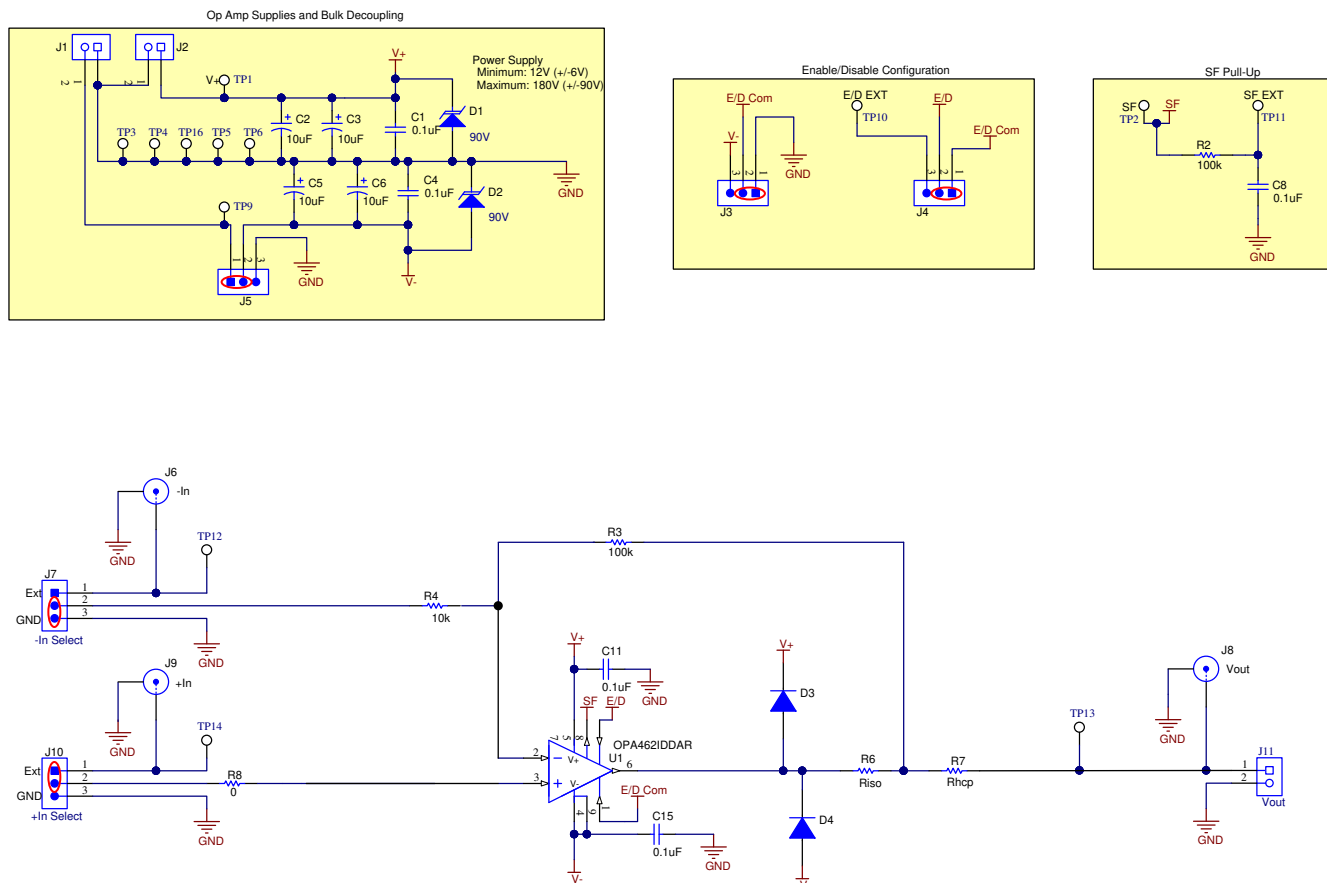 Op Amp Supplies and Bulk Decoupling
J1
J2
2
1
2
1
V+
TP1
V+
Power Supply
Minimum: 12V (+/-6V)
Maximum: 180V (+/-90V)
+
C2
10uF
+
C3
10uF
C1
0.1uF
D1
90V
TP3
TP4
TP16
TP5
TP6
GND
+
C5
10uF
+
C6
10uF
C4
0.1uF
D2
90V
TP9
1
2
3
J5
GND
V-
Enable/Disable Configuration
E/D Com
V-
3
2
1
J3
GND
E/D EXT
TP10
E/D
E/D Com
3
2
1
J4
SF Pull-Up
SF
SF
TP2
SF EXT
TP11
R2
100k
C8
0.1uF
GND
J6
-In
GND
TP12
J7
Ext
GND
1
2
3
-In Select
GND
R4
10k
R3
100k
J9
+In
GND
TP14
J10
Ext
GND
1
2
3
+In Select
GND
R8
0
V+
C11
0.1uF
GND
SF
E/D
7
5
8
OPA462IDDAR
U1
2
3
V+
V-
6
4
9
1
E/D Com
C15
0.1uF
GND
V-
V+
D3
D4
R6
Riso
R7
Rhcp
TP13
J8
Vout
GND
J11
1
2
Vout
GND